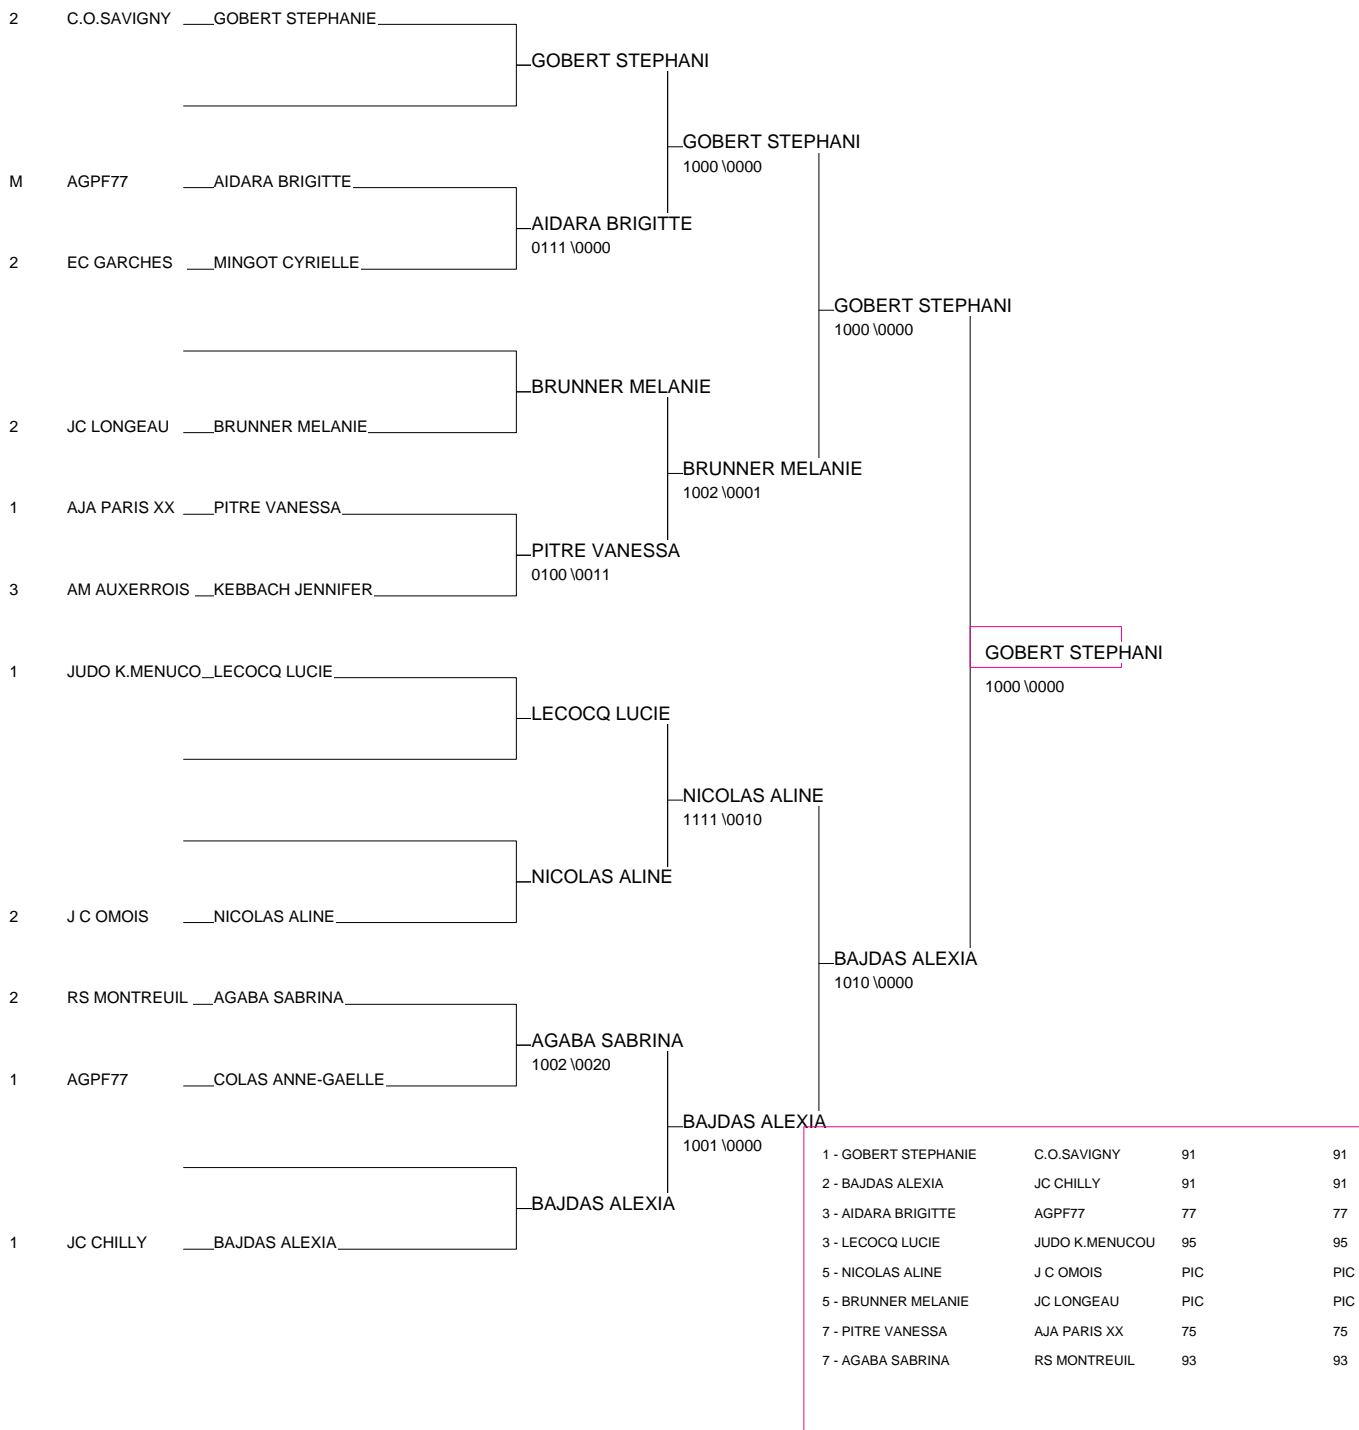 2 C.O.SAVIGNY GOBERT STEPHANIE
GOBERT STEPHANI
GOBERT STEPHANI
1000 \0000
M AGPF77 AIDARA BRIGITTE
AIDARA BRIGITTE
0111 \0000
2 EC GARCHES MINGOT CYRIELLE
GOBERT STEPHANI
1000 \0000
BRUNNER MELANIE
2 JC LONGEAU BRUNNER MELANIE
BRUNNER MELANIE
1002 \0001
1 AJA PARIS XX PITRE VANESSA
PITRE VANESSA
0100 \0011
3 AM AUXERROIS KEBBACH JENNIFER
GOBERT STEPHANI
1000 \0000
1 JUDO K.MENUCO LECOCQ LUCIE
LECOCQ LUCIE
NICOLAS ALINE
1111 \0010
NICOLAS ALINE
2 J C OMOIS NICOLAS ALINE
BAJDAS ALEXIA
1010 \0000
2 RS MONTREUIL AGABA SABRINA
AGABA SABRINA
1002 \0020
1 AGPF77 COLAS ANNE-GAELLE
BAJDAS ALEXIA
1001 \0000
BAJDAS ALEXIA
1 JC CHILLY BAJDAS ALEXIA
1 - GOBERT STEPHANIE C.O.SAVIGNY 91 91
2 - BAJDAS ALEXIA JC CHILLY 91 91
3 - AIDARA BRIGITTE AGPF77 77 77
3 - LECOCQ LUCIE JUDO K.MENUCOU 95 95
5 - NICOLAS ALINE J C OMOIS PIC PIC
5 - BRUNNER MELANIE JC LONGEAU PIC PIC
7 - PITRE VANESSA AJA PARIS XX 75 75
7 - AGABA SABRINA RS MONTREUIL 93 93